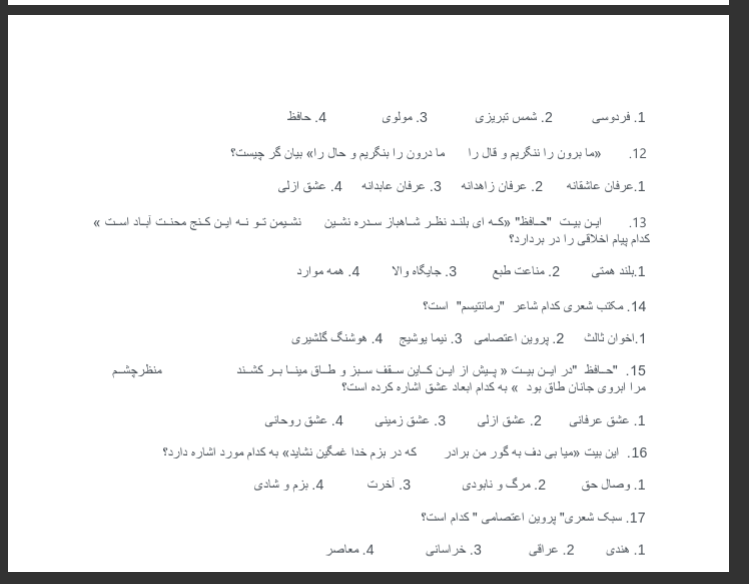 1. فردوسی 2. شمس تبریزی 3. مولوی 4. حافظ
12. «ما برون را ننگریم و قال را ما درون را بنگریم و حال را» بیان گر چیست؟
1.عرفان عاشقانه 2. عرفان زاهدانه 3. عرفان عابدانه 4. عشق ازلی
13. این بیت "حافظ" «که ای بلند نظر شاهباز سدره نشین نشیمن تو نه این کنج محنت آباد است »
کدام پیام اخلاقی را در بردارد؟
1.بلند همتی 2. مناعت طبع 3. جایگاه والا 4. همه موارد
14. مکتب شعری کدام شاعر "رمانتیسم" است؟
1.اخوان ثالث 2. پروین اعتصامی 3. نیما یوشیج 4. هوشنگ گلشیری
15. "حافظ "در این بیت « پیش از این کاین سقف سبز و طاق مینا بر کشند منظرچشم
مرا ابروی جانان طاق بود » به کدام ابعاد عشق اشاره کرده است؟
1. عشق عرفانی 2. عشق ازلی 3. عشق زمینی 4. عشق روحانی
16. این بیت «میا بی دف به گور من برادر که در بزم خدا غمگین نشاید» به کدام مورد اشاره دارد؟
1. وصال حق 2. مرگ و نابودی 3. آخرت 4. بزم و شادی
17. سبک شعری" پروین اعتصامی " کدام است؟
1. هندی 2. عراقی 3. خراسانی 4. معاصر